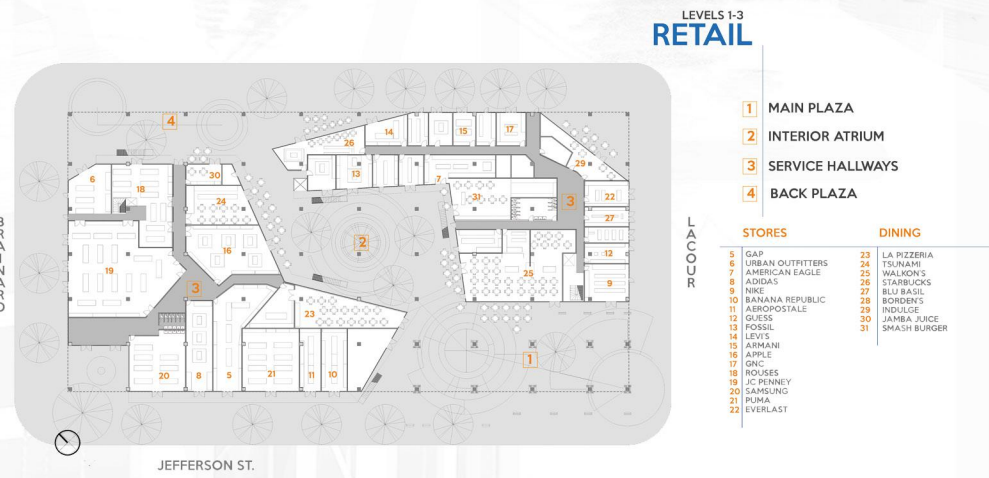 LEVELS 1-3
RETAIL
1 MAIN PLAZA
2 INTERIOR ATRIUM
3 SERVICE HALLWAYS
4 BACK PLAZA
STORES
5 GAP
6 URBAN OUTFITTERS
7 AMERICAN EAGLE
8 ADIDAS
9 NIKE
10 BANANA REPUBLIC
11 AEROPOSTALE
12 GUESS
13 FOSSIL
14 LEVI'S
15 ARMANI
16 APPLE
17 GNC
18 ROUSES
19 JC PENNEY
20 SAMSUNG
21 PUMA
22 EVERLAST
DINING
23 LA PIZZERIA
24 TSUNAMI
25 WALKON'S
26 STARBUCKS
27 BLU BASIL
28 BORDEN'S
29 INDULGE
30 JAMBA JUICE
31 SMASH BURGER
4
14
15
17
26
29
6
18
30
13
7
31
22
24
3
27
2
16
12
19
25
9
3
23
1
20
8
5
21
11
10
BRAINARD
LACOUR
JEFFERSON ST.